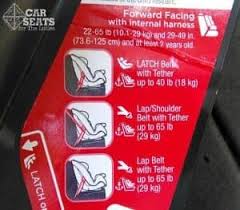 CAR
SEATS
For The Littles
Forward Facing
with internal harness
22-65 lb (10.1-29 kg) and 29-49 in.
(73.6-125 cm) and at least 2 years old.
LATCH Belt
with Tether
up to 40 lb (18 kg)
Lap/Shoulder
Belt with Tether
up to 65 lb
(29 kg)
Lap Belt
with Tether
up to 65 lb
(29 kg)
LATCH